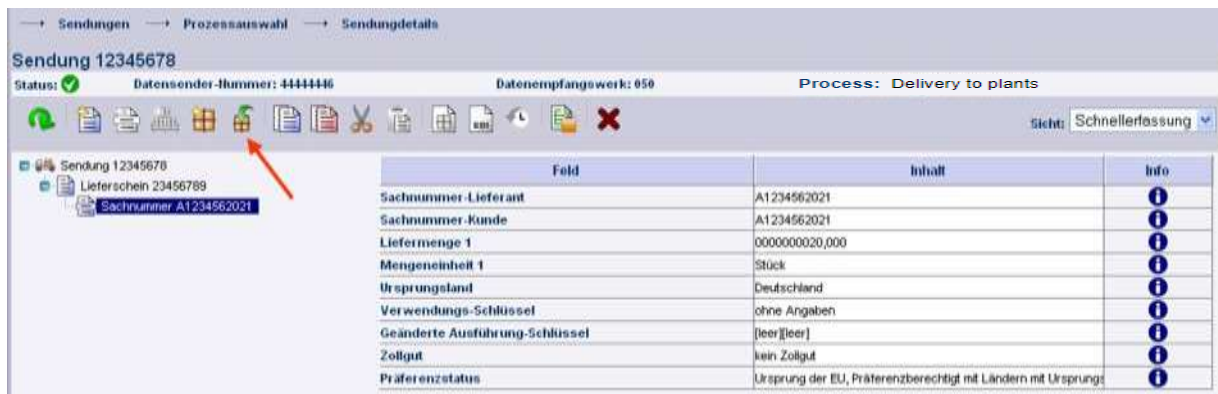 Sendungen Prozessauswahl Sendungdetails
Sendung 12345678
Status: Datensender-Nummer: 44444446 Datenempfangswerk: 050 Process: Delivery to plants
EDI
Sicht: Schnellerfassung
Sendung 12345678
Lieferschein 23456789
Sachnummer A1234562021
Feld Inhalt Info
Sachnummer-Lieferant A1234562021
Sachnummer-Kunde A1234562021
Liefermenge 1 0000000020,000
Mengeneinheit 1 Stück
Ursprungsland Deutschland
Verwendungs-Schlüssel ohne Angaben
Geänderte Ausführung-Schlüssel [leer][leer]
Zollgut kein Zollgut
Präferenzstatus Ursprung der EU, Präferenzberechtigt mit Ländern mit Ursprungs